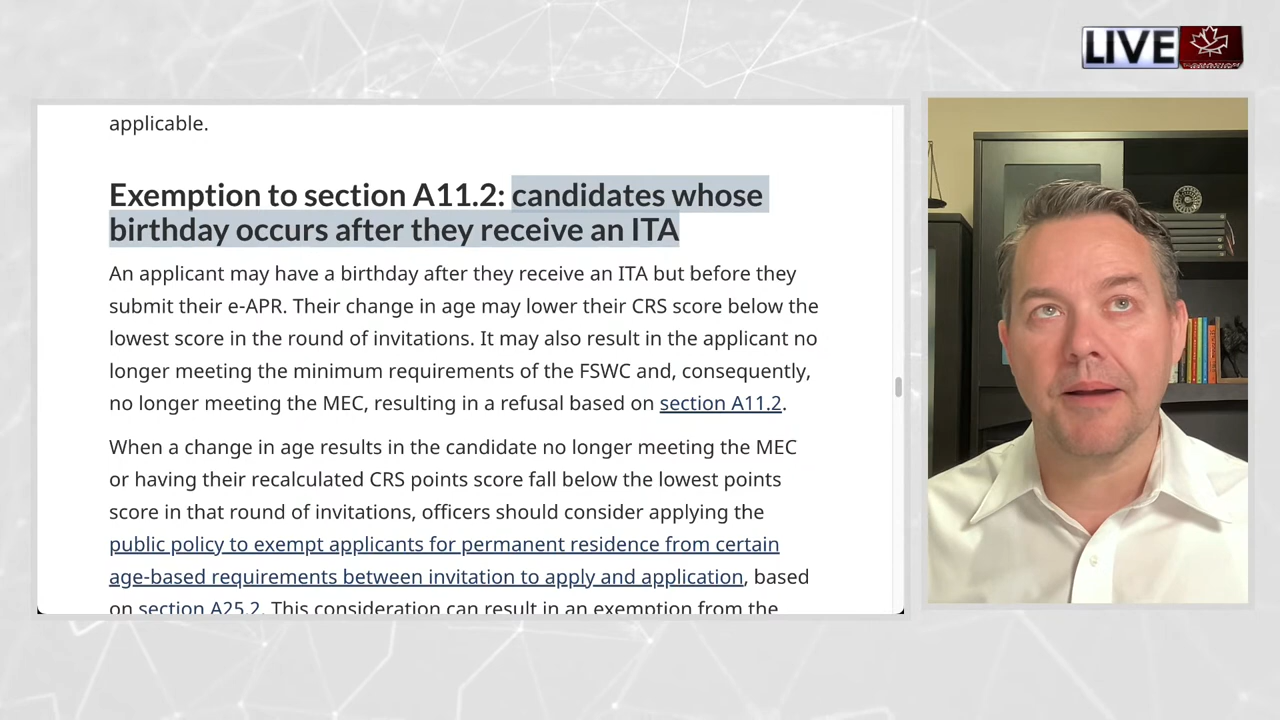 LIVE
applicable.
Exemption to section A11.2: candidates whose
birthday occurs after they receive an ITA
An applicant may have a birthday after they receive an ITA but before they
submit their e-APR. Their change in age may lower their CRS score below the
lowest score in the round of invitations. It may also result in the applicant no
longer meeting the minimum requirements of the FSWC and, consequently,
no longer meeting the MEC, resulting in a refusal based on section A11.2.
When a change in age results in the candidate no longer meeting the MEC
or having their recalculated CRS points score fall below the lowest points
score in that round of invitations, officers should consider applying the
public policy to exempt applicants for permanent residence from certain
age-based requirements between invitation to apply and application, based
on section A25.2. This consideration can result in an exemption from the